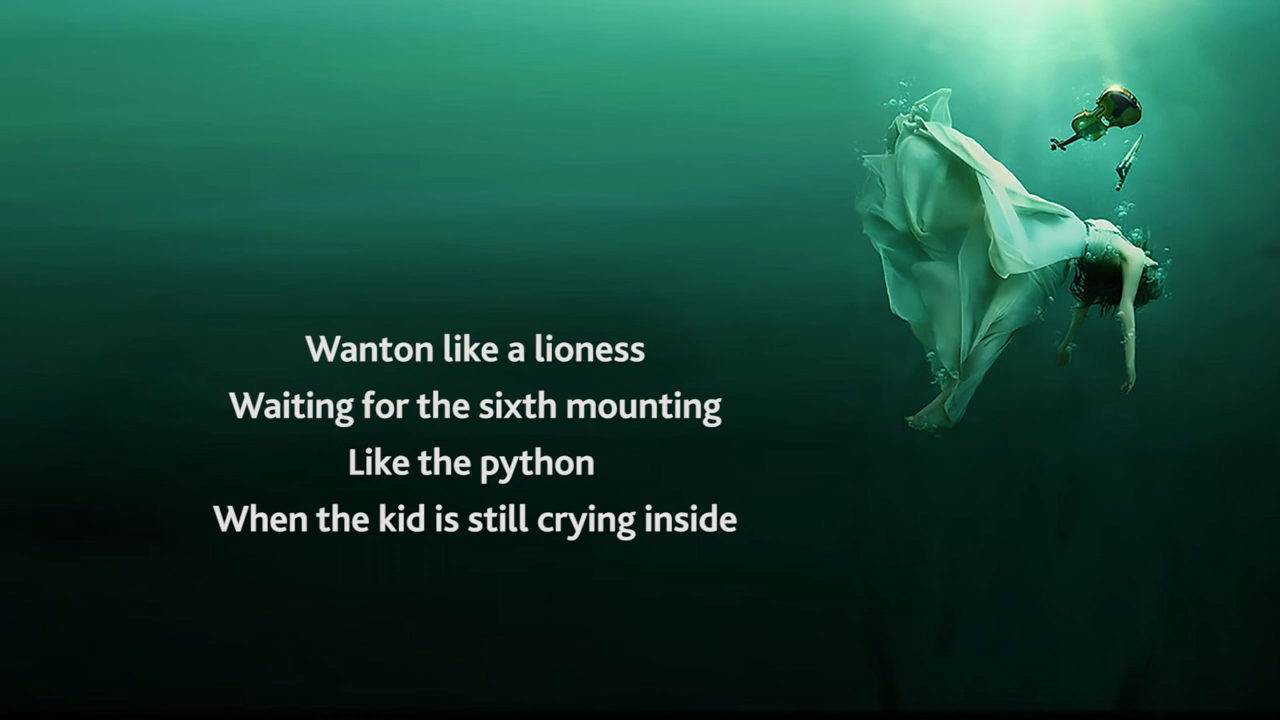 Wanton like a lioness
Waiting for the sixth mounting
Like the python
When the kid is still crying inside